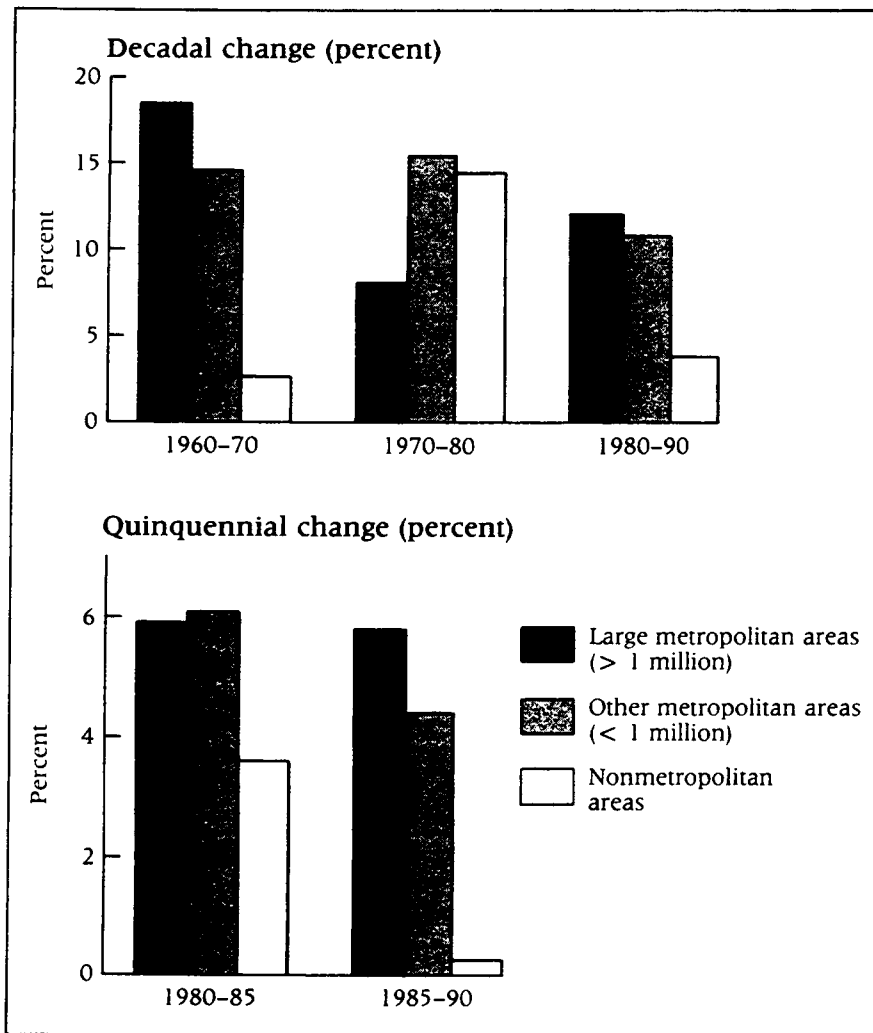 Decadal change (percent)
20
15
10
5
0
Percent
1960–70 1970–80 1980–90
Quinquennial change (percent)
6
4
2
0
Percent
1980–85 1985–90
Large metropolitan areas
(> 1 million)
Other metropolitan areas
(< 1 million)
Nonmetropolitan
areas